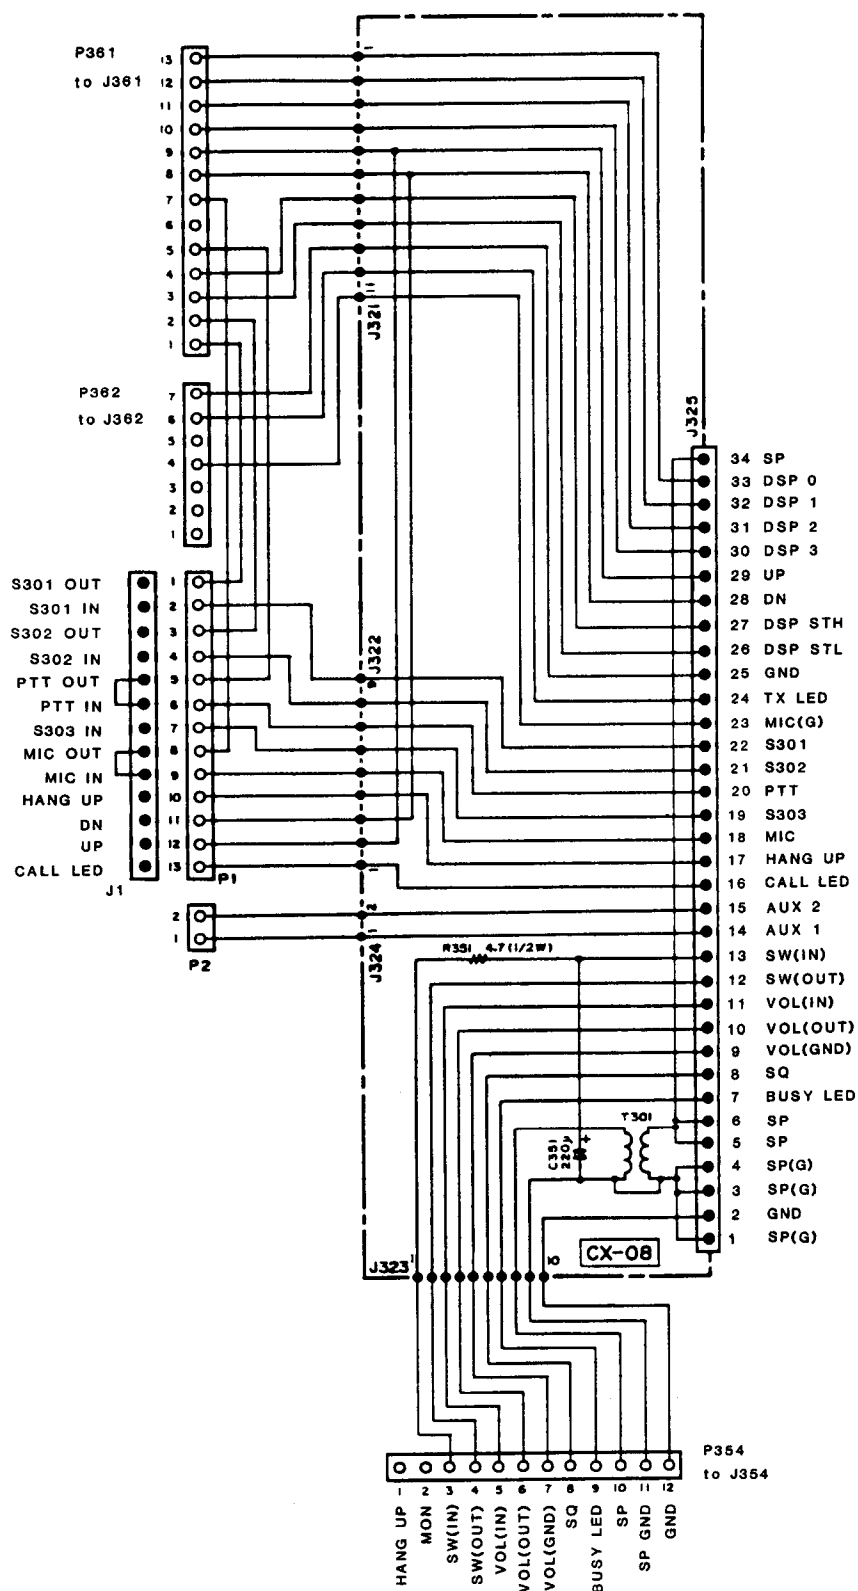 P361
to J361
13
12
11
10
9
8
7
6
5
4
3
2
1
1
11
J321
P362
to J362
7
6
5
4
3
2
1
J325
34 SP
33 DSP 0
32 DSP 1
31 DSP 2
30 DSP 3
29 UP
28 DN
27 DSP STH
26 DSP STL
25 GND
24 TX LED
23 MIC(G)
22 S301
21 S302
20 PTT
19 S303
18 MIC
17 HANG UP
16 CALL LED
15 AUX 2
14 AUX 1
13 SW(IN)
12 SW(OUT)
11 VOL(IN)
10 VOL(OUT)
9 VOL(GND)
8 SQ
7 BUSY LED
6 SP
5 SP
4 SP(G)
3 SP(G)
2 GND
1 SP(G)
S301 OUT 1
S301 IN 2
S302 OUT 3
S302 IN 4
PTT OUT 5
PTT IN 6
S303 IN 7
MIC OUT 8
MIC IN 9
HANG UP 10
DN 11
UP 12
CALL LED 13
J1
P1
J322
9
1
2
1
P2
2
1
J324
R351 4.7(1/2W)
T301
C351
220μ
+
CX-08
J323
1
10
P354
to J354
1 HANG UP
2 MON
3 SW(IN)
4 SW(OUT)
5 VOL(IN)
6 VOL(OUT)
7 VOL(GND)
8 SQ
9 BUSY LED
10 SP
11 SP GND
12 GND